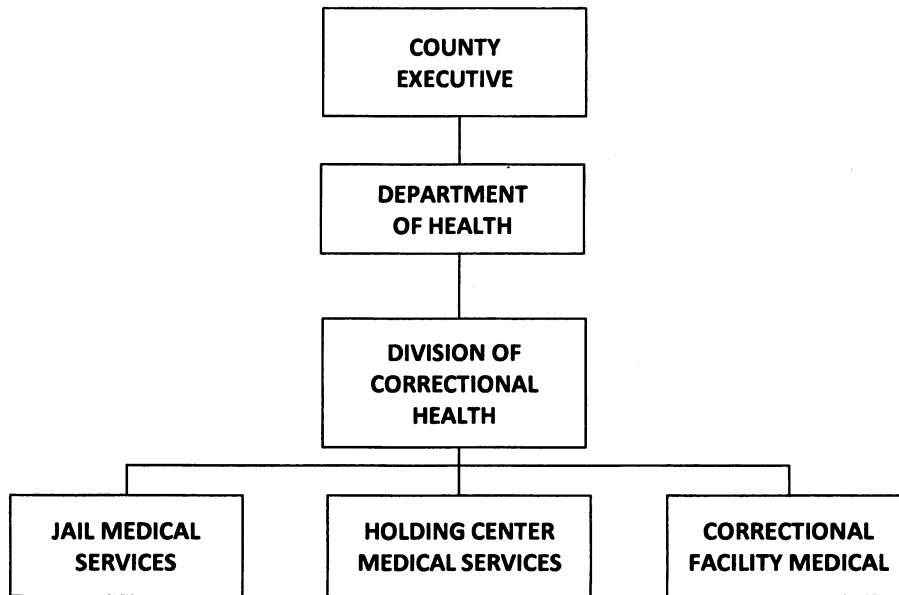 COUNTY
EXECUTIVE
DEPARTMENT
OF HEALTH
DIVISION OF
CORRECTIONAL
HEALTH
JAIL MEDICAL
SERVICES
HOLDING CENTER
MEDICAL SERVICES
CORRECTIONAL
FACILITY MEDICAL